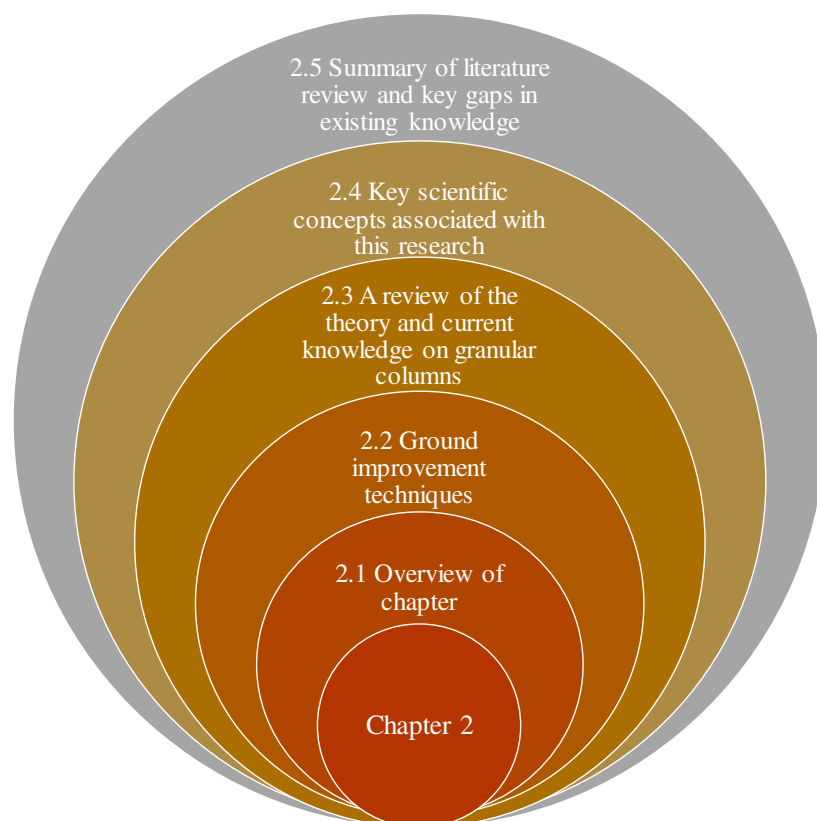 2.5 Summary of literature
review and key gaps in
existing knowledge
2.4 Key scientific
concepts associated with
this research
2.3 A review of the
theory and current
knowledge on granular
columns
2.2 Ground
improvement
techniques
2.1 Overview of
chapter
Chapter 2